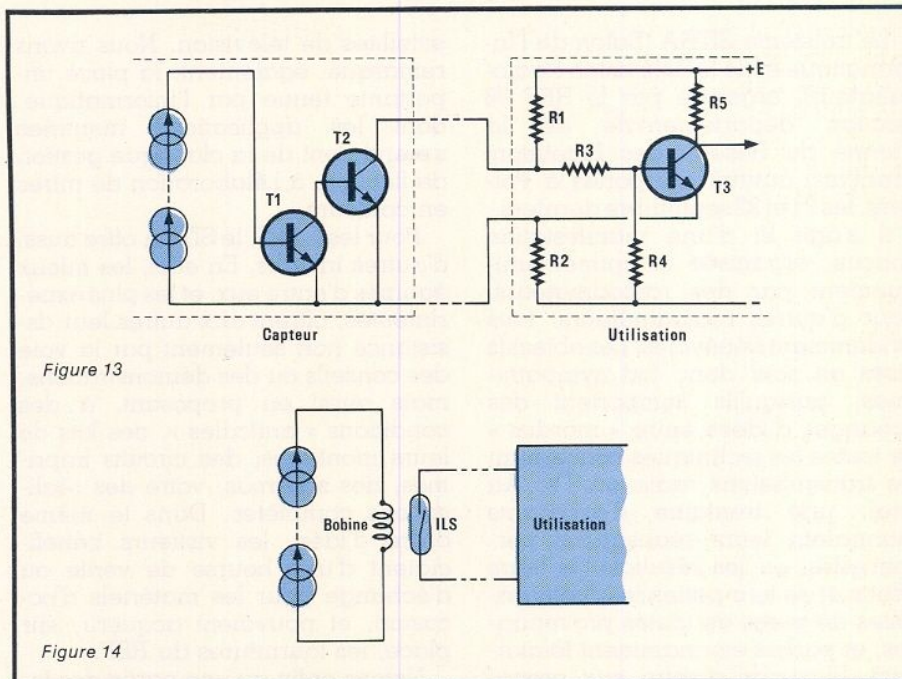 +E
R1
R5
T2
R3
T1
T3
R2
R4
Capteur
Utilisation
Figure 13
Bobine
ILS
Utilisation
Figure 14